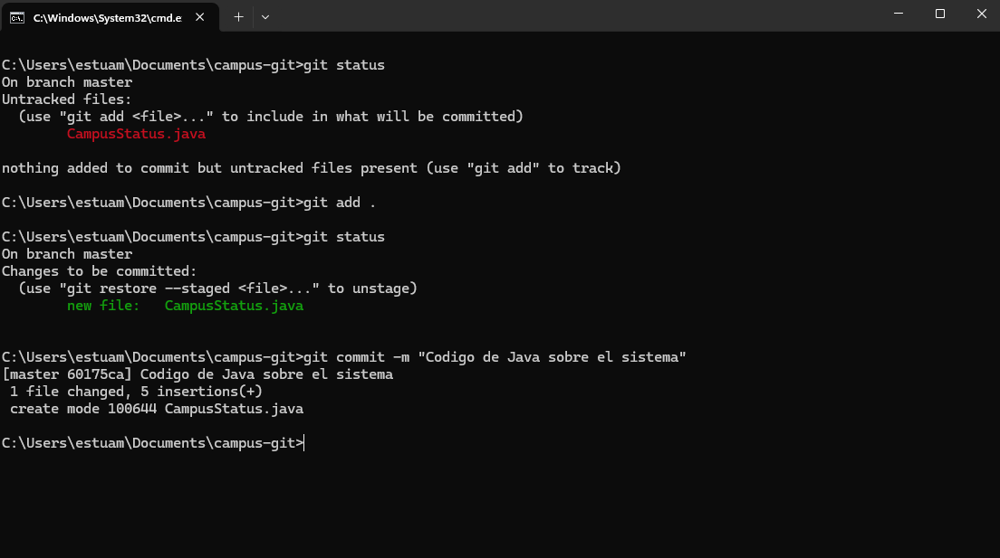 C:\Windows\System32\cmd.e
C:\Users\estuam\Documents\campus-git>git status
On branch master
Untracked files:
  (use "git add <file>..." to include in what will be committed)
        CampusStatus.java
nothing added to commit but untracked files present (use "git add" to track)
C:\Users\estuam\Documents\campus-git>git add .
C:\Users\estuam\Documents\campus-git>git status
On branch master
Changes to be committed:
  (use "git restore --staged <file>..." to unstage)
        new file:   CampusStatus.java
C:\Users\estuam\Documents\campus-git>git commit -m "Codigo de Java sobre el sistema"
[master 60175ca] Codigo de Java sobre el sistema
 1 file changed, 5 insertions(+)
 create mode 100644 CampusStatus.java
C:\Users\estuam\Documents\campus-git>